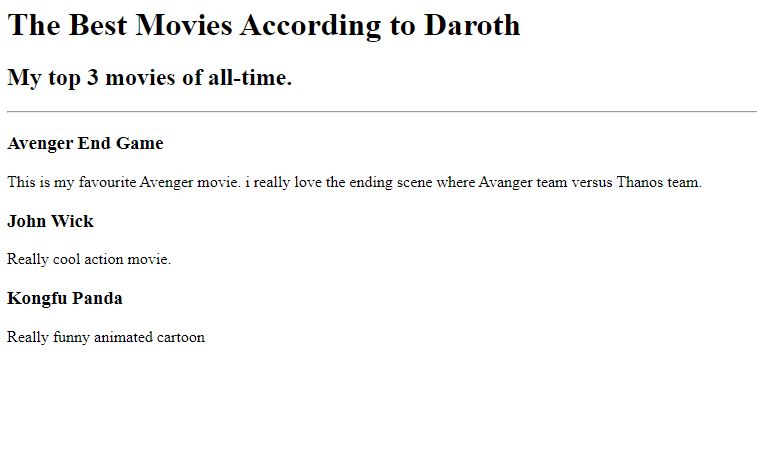 The Best Movies According to Daroth
My top 3 movies of all-time.
Avenger End Game
This is my favourite Avenger movie. i really love the ending scene where Avanger team versus Thanos team.
John Wick
Really cool action movie.
Kongfu Panda
Really funny animated cartoon